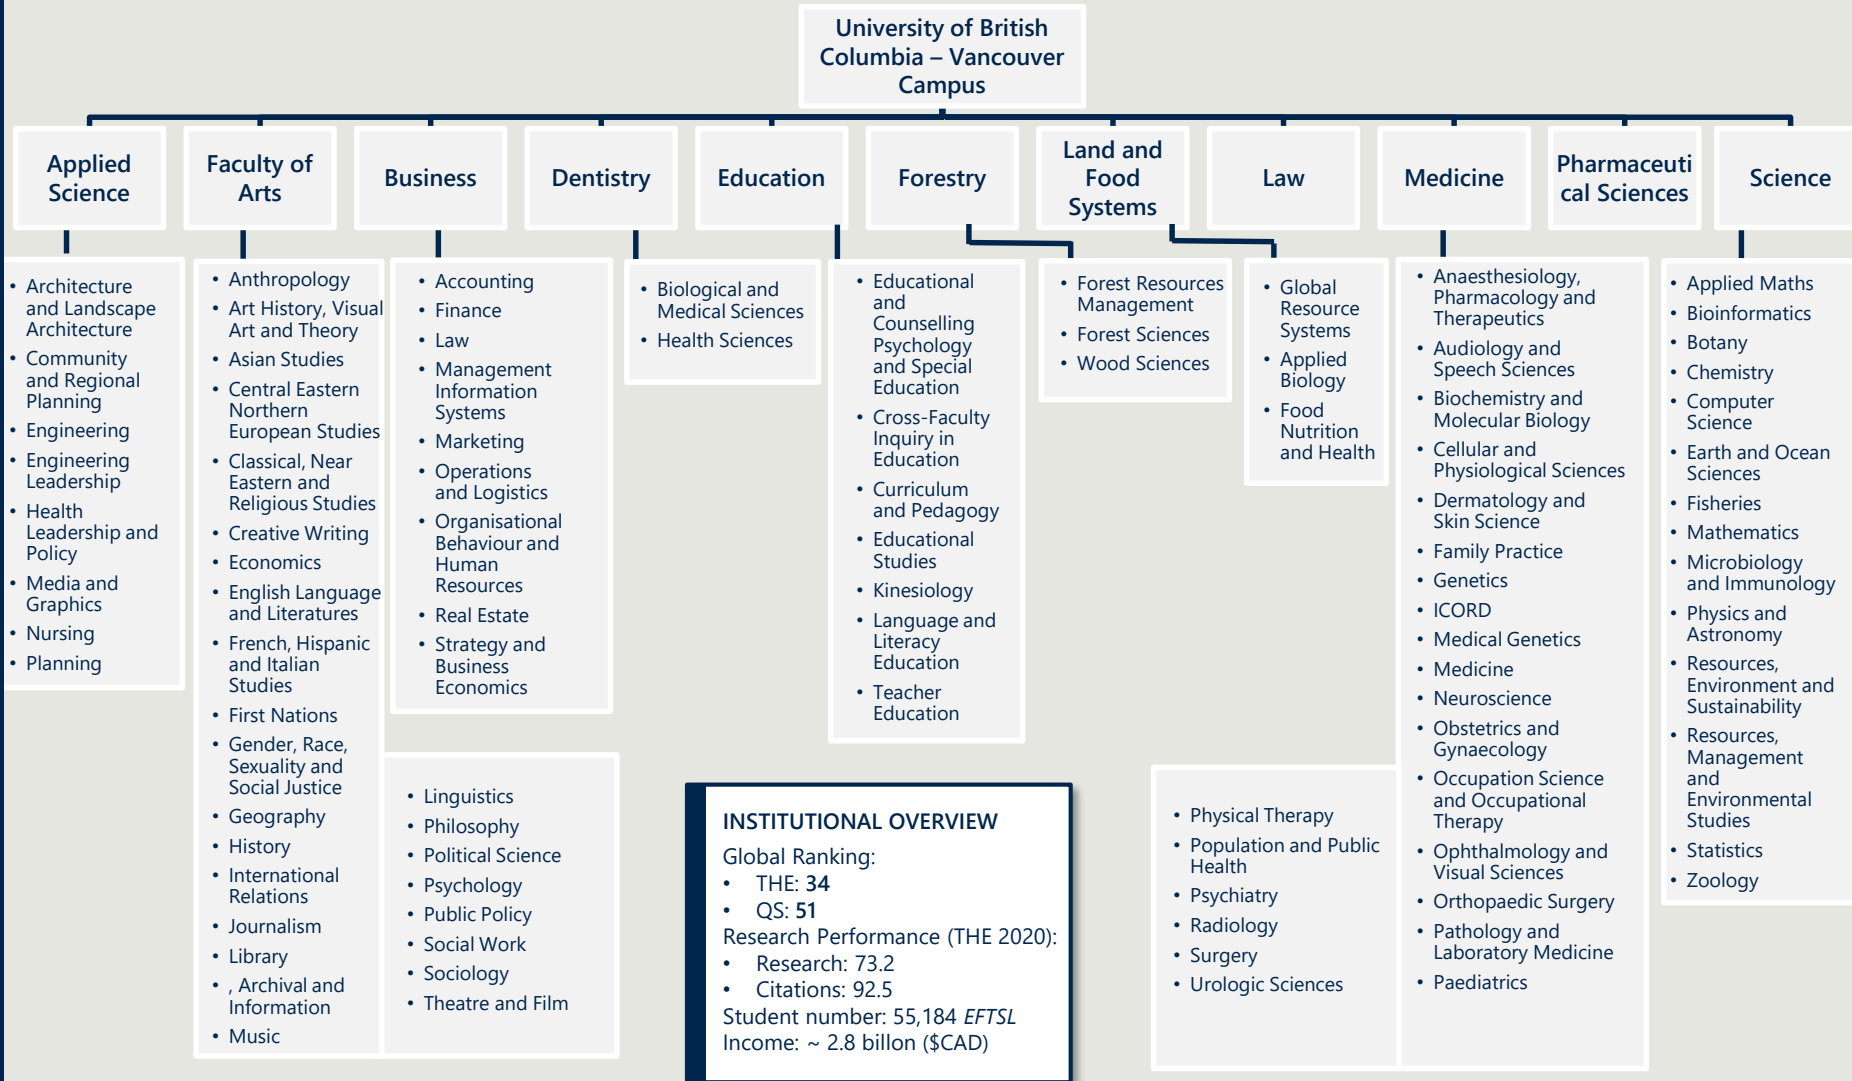 University of British
Columbia – Vancouver
Campus
Applied
Science
Faculty of
Arts
Business
Dentistry
Education
Forestry
Land and
Food
Systems
Law
Medicine
Pharmaceuti
cal Sciences
Science
• Architecture
and Landscape
Architecture
• Community
and Regional
Planning
• Engineering
• Engineering
Leadership
• Health
Leadership and
Policy
• Media and
Graphics
• Nursing
• Planning
• Anthropology
• Art History, Visual
Art and Theory
• Asian Studies
• Central Eastern
Northern
European Studies
• Classical, Near
Eastern and
Religious Studies
• Creative Writing
• Economics
• English Language
and Literatures
• French, Hispanic
and Italian
Studies
• First Nations
• Gender, Race,
Sexuality and
Social Justice
• Geography
• History
• International
Relations
• Journalism
• Library
• , Archival and
Information
• Music
• Linguistics
• Philosophy
• Political Science
• Psychology
• Public Policy
• Social Work
• Sociology
• Theatre and Film
• Accounting
• Finance
• Law
• Management
Information
Systems
• Marketing
• Operations
and Logistics
• Organisational
Behaviour and
Human
Resources
• Real Estate
• Strategy and
Business
Economics
• Biological and
Medical Sciences
• Health Sciences
• Educational
and
Counselling
Psychology
and Special
Education
• Cross-Faculty
Inquiry in
Education
• Curriculum
and Pedagogy
• Educational
Studies
• Kinesiology
• Language and
Literacy
Education
• Teacher
Education
• Forest Resources
Management
• Forest Sciences
• Wood Sciences
• Global
Resource
Systems
• Applied
Biology
• Food
Nutrition
and Health
• Anaesthesiology,
Pharmacology and
Therapeutics
• Audiology and
Speech Sciences
• Biochemistry and
Molecular Biology
• Cellular and
Physiological Sciences
• Dermatology and
Skin Science
• Family Practice
• Genetics
• ICORD
• Medical Genetics
• Medicine
• Neuroscience
• Obstetrics and
Gynaecology
• Occupation Science
and Occupational
Therapy
• Ophthalmology and
Visual Sciences
• Orthopaedic Surgery
• Pathology and
Laboratory Medicine
• Paediatrics
• Physical Therapy
• Population and Public
Health
• Psychiatry
• Radiology
• Surgery
• Urologic Sciences
• Applied Maths
• Bioinformatics
• Botany
• Chemistry
• Computer
Science
• Earth and Ocean
Sciences
• Fisheries
• Mathematics
• Microbiology
and Immunology
• Physics and
Astronomy
• Resources,
Environment and
Sustainability
• Resources,
Management
and
Environmental
Studies
• Statistics
• Zoology
INSTITUTIONAL OVERVIEW
Global Ranking:
• THE: 34
• QS: 51
Research Performance (THE 2020):
• Research: 73.2
• Citations: 92.5
Student number: 55,184 EFTSL
Income: ~ 2.8 billon ($CAD)